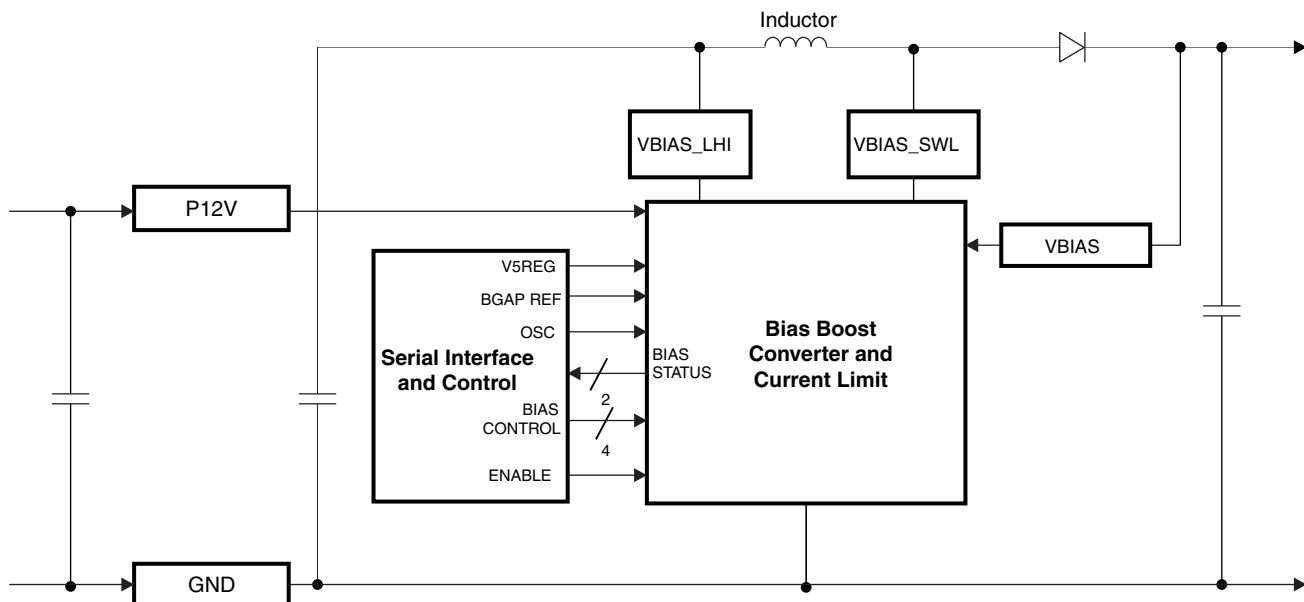 Inductor
VBIAS_LHI
VBIAS_SWL
P12V
VBIAS
V5REG
BGAP REF
OSC
Serial Interface
and Control
BIAS
CONTROL
ENABLE
BIAS
STATUS
2
4
Bias Boost
Converter and
Current Limit
GND